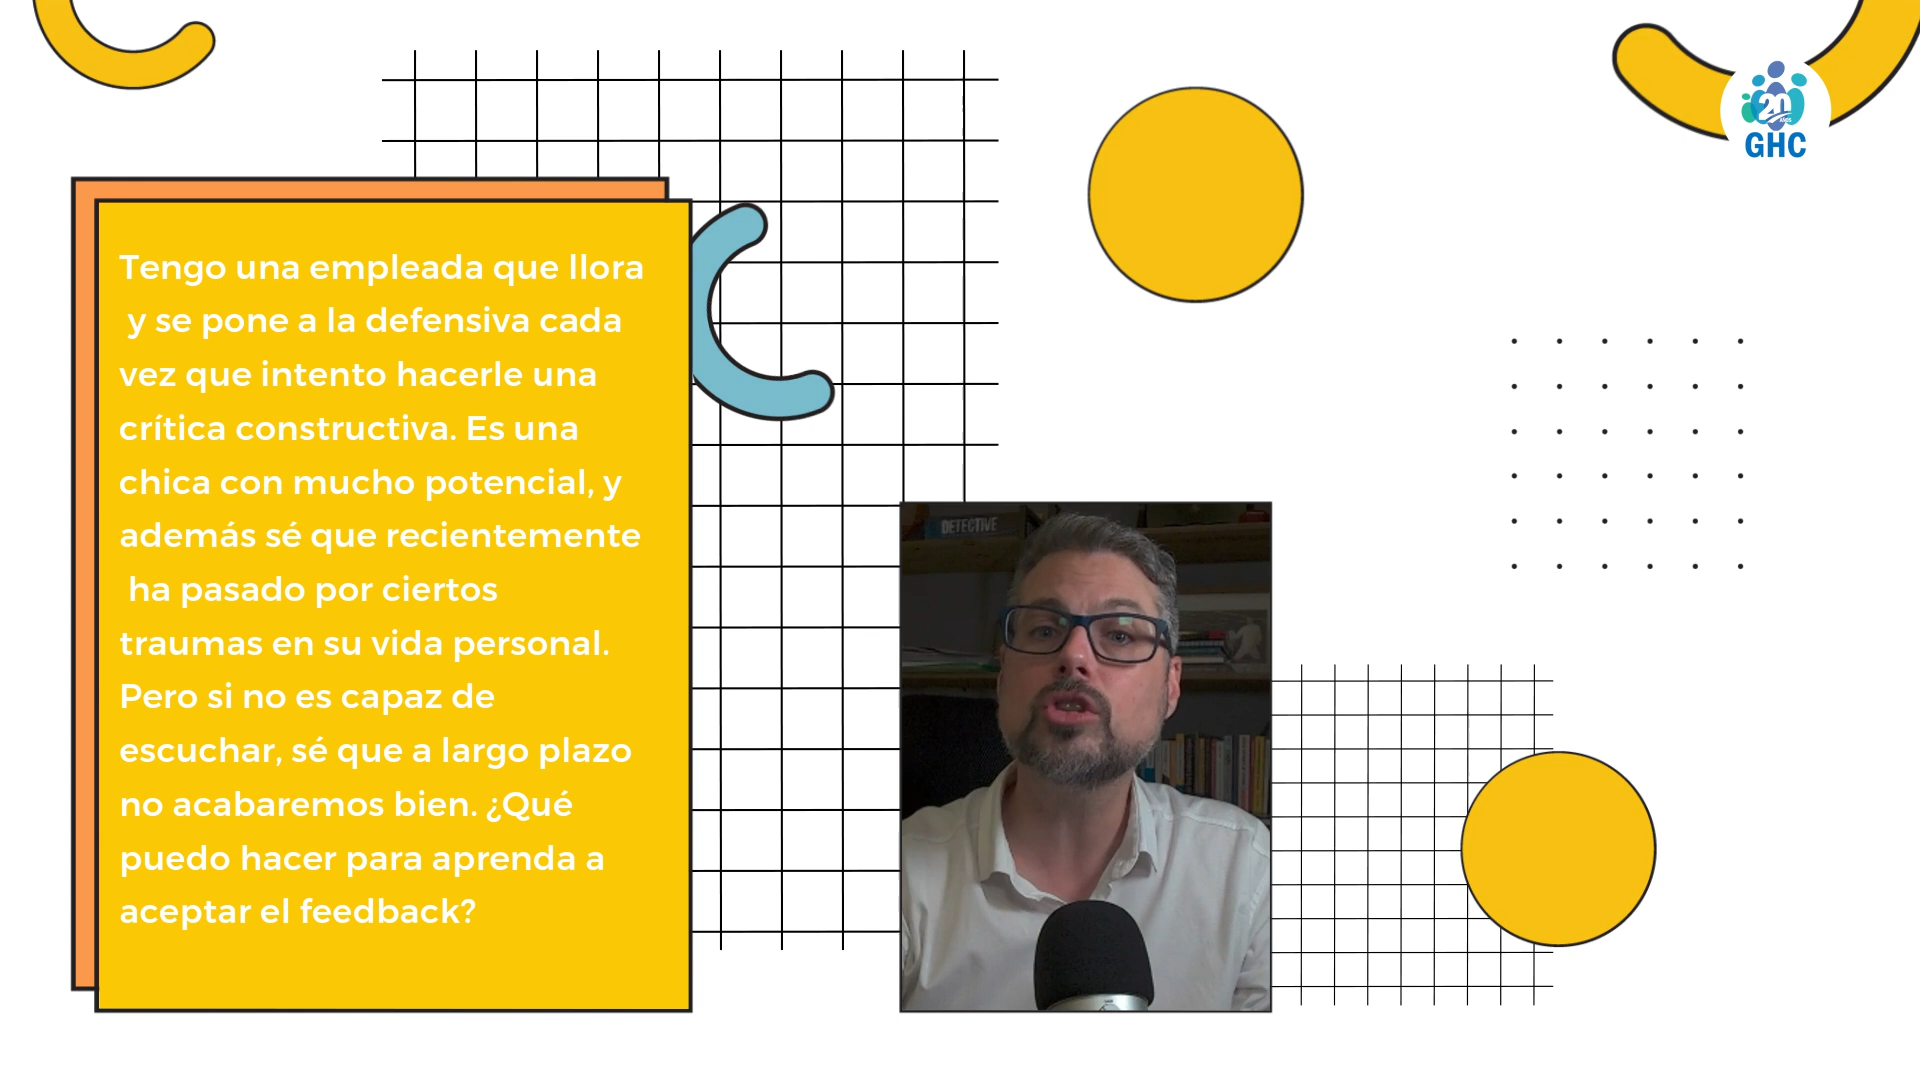 Tengo una empleada que llora
y se pone a la defensiva cada
vez que intento hacerle una
crítica constructiva. Es una
chica con mucho potencial, y
además sé que recientemente
ha pasado por ciertos
traumas en su vida personal.
Pero si no es capaz de
escuchar, sé que a largo plazo
no acabaremos bien. ¿Qué
puedo hacer para aprenda a
aceptar el feedback?
20
años
GHC
DETECTIVE